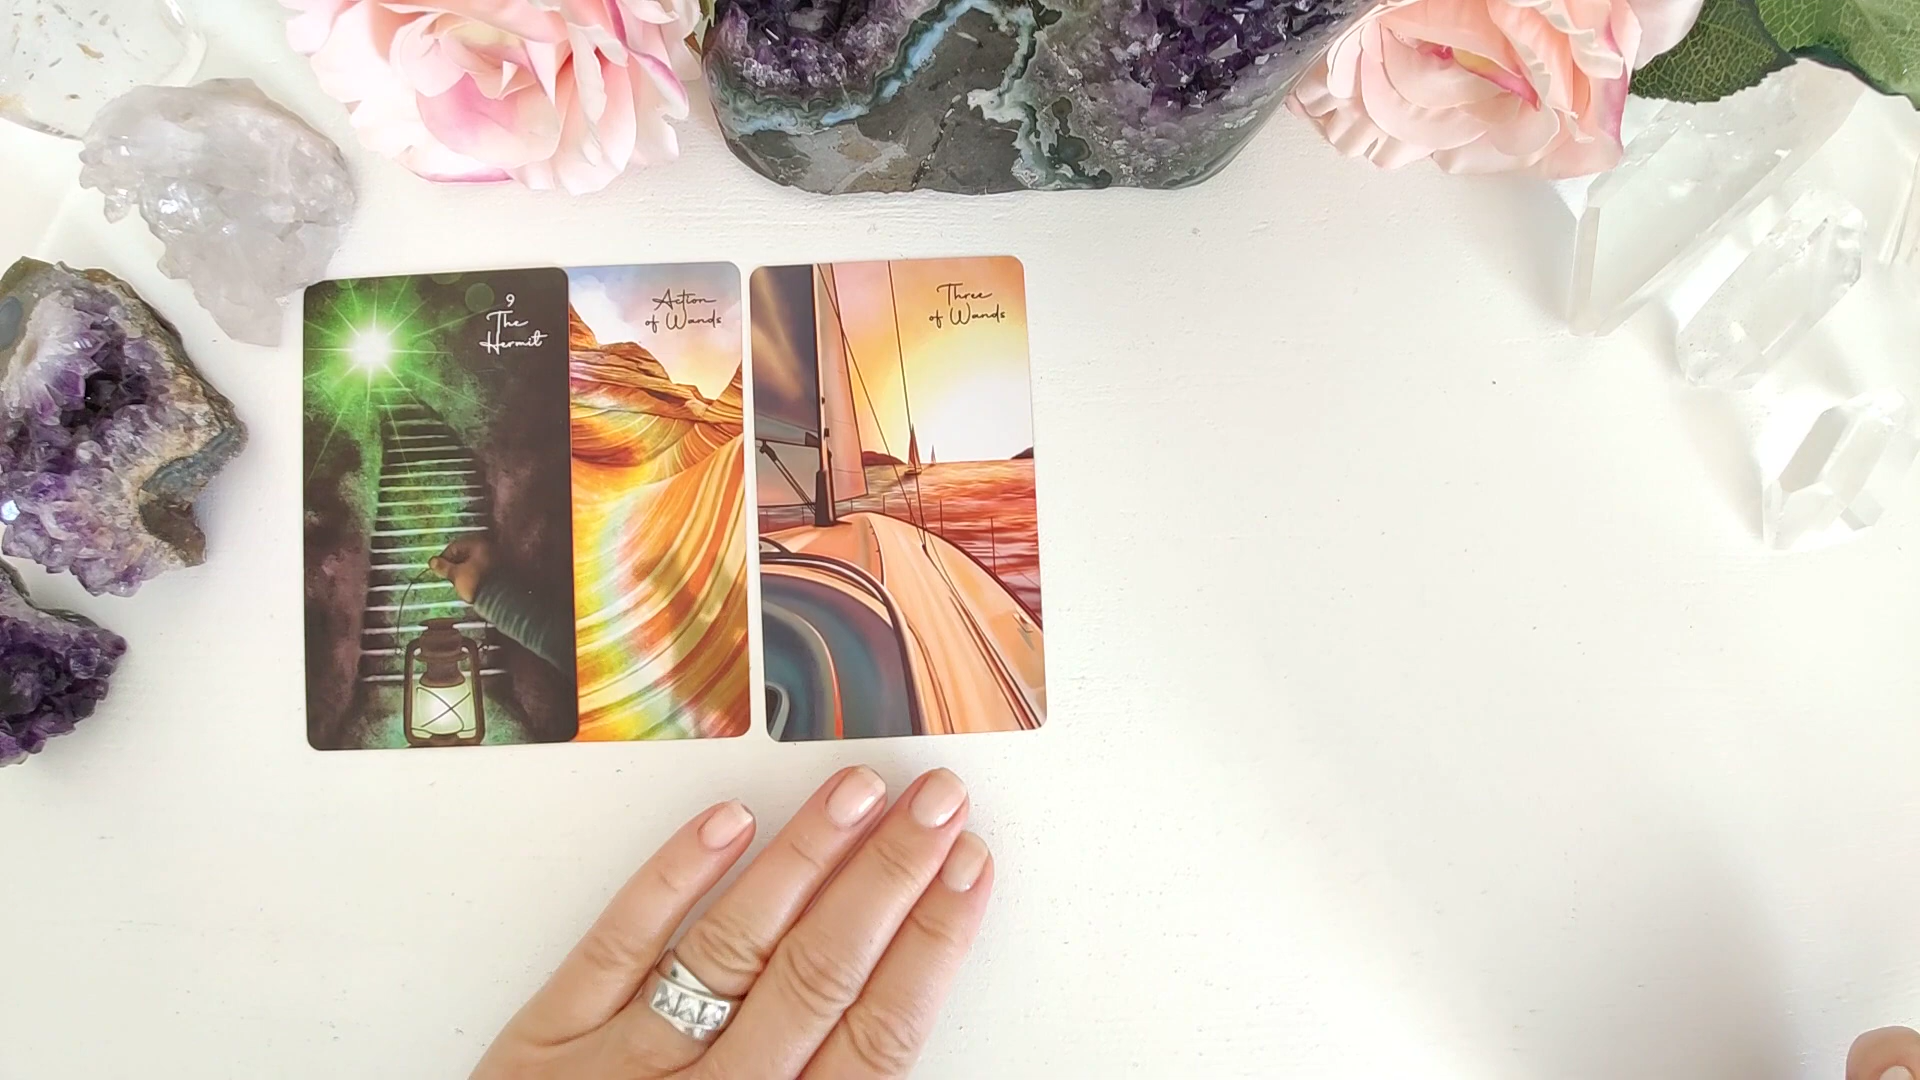 9
The
Hermit
Action
of Wands
Three
of Wands